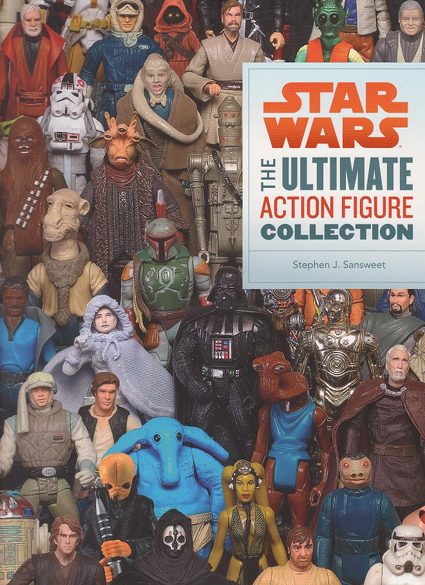 STAR
WARS®
THE ULTIMATE
ACTION FIGURE
COLLECTION
Stephen J. Sansweet